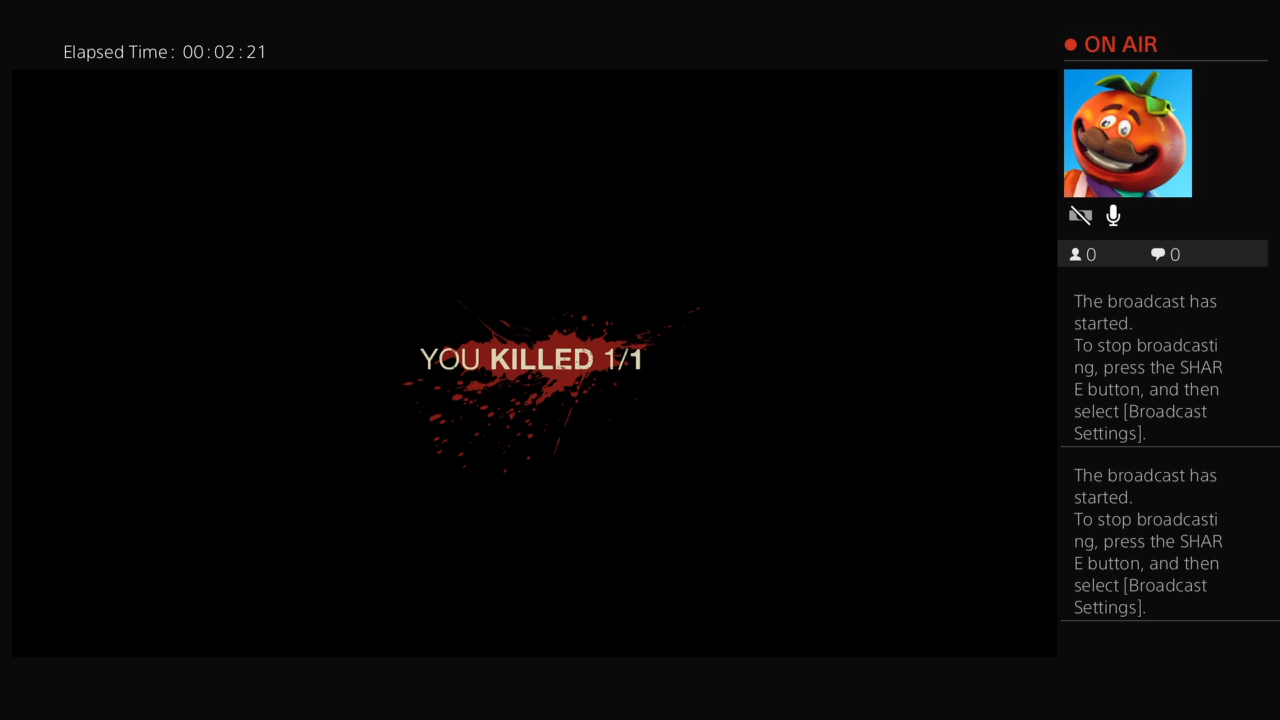 Elapsed Time: 00:02:21
ON AIR
0 0
YOU KILLED 1/1
The broadcast has
started.
To stop broadcasti
ng, press the SHAR
E button, and then
select [Broadcast
Settings].
The broadcast has
started.
To stop broadcasti
ng, press the SHAR
E button, and then
select [Broadcast
Settings].